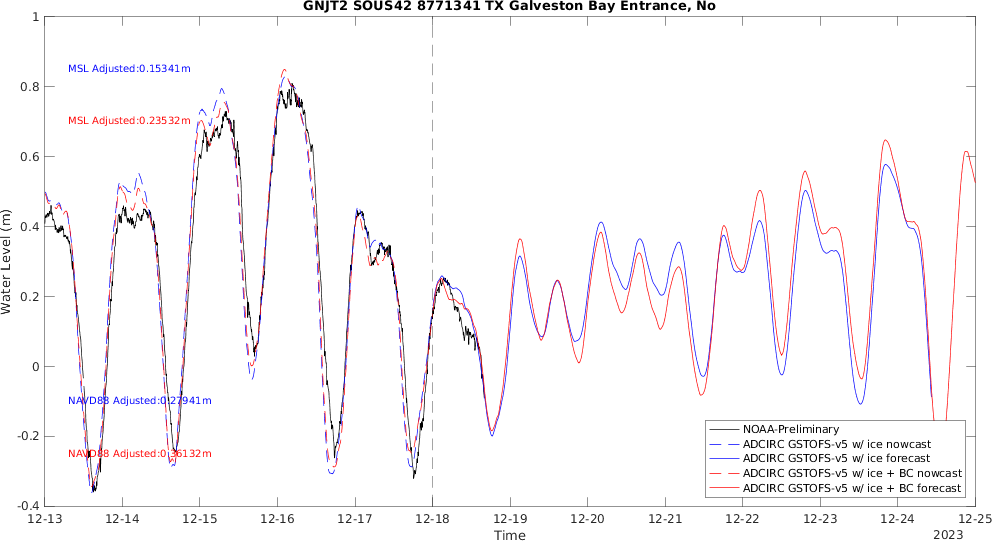 GNJT2 SOUS42 8771341 TX Galveston Bay Entrance, No
1
0.8
0.6
0.4
0.2
0
-0.2
-0.4
Water Level (m)
MSL Adjusted:0.15341m
MSL Adjusted:0.23532m
NAVD88 Adjusted:0.27941m
NAVD88 Adjusted:0.36132m
NOAA-Preliminary
ADCIRC GSTOFS-v5 w/ ice nowcast
ADCIRC GSTOFS-v5 w/ ice forecast
ADCIRC GSTOFS-v5 w/ ice + BC nowcast
ADCIRC GSTOFS-v5 w/ ice + BC forecast
12-13 12-14 12-15 12-16 12-17 12-18 12-19 12-20 12-21 12-22 12-23 12-24 12-25
Time
2023